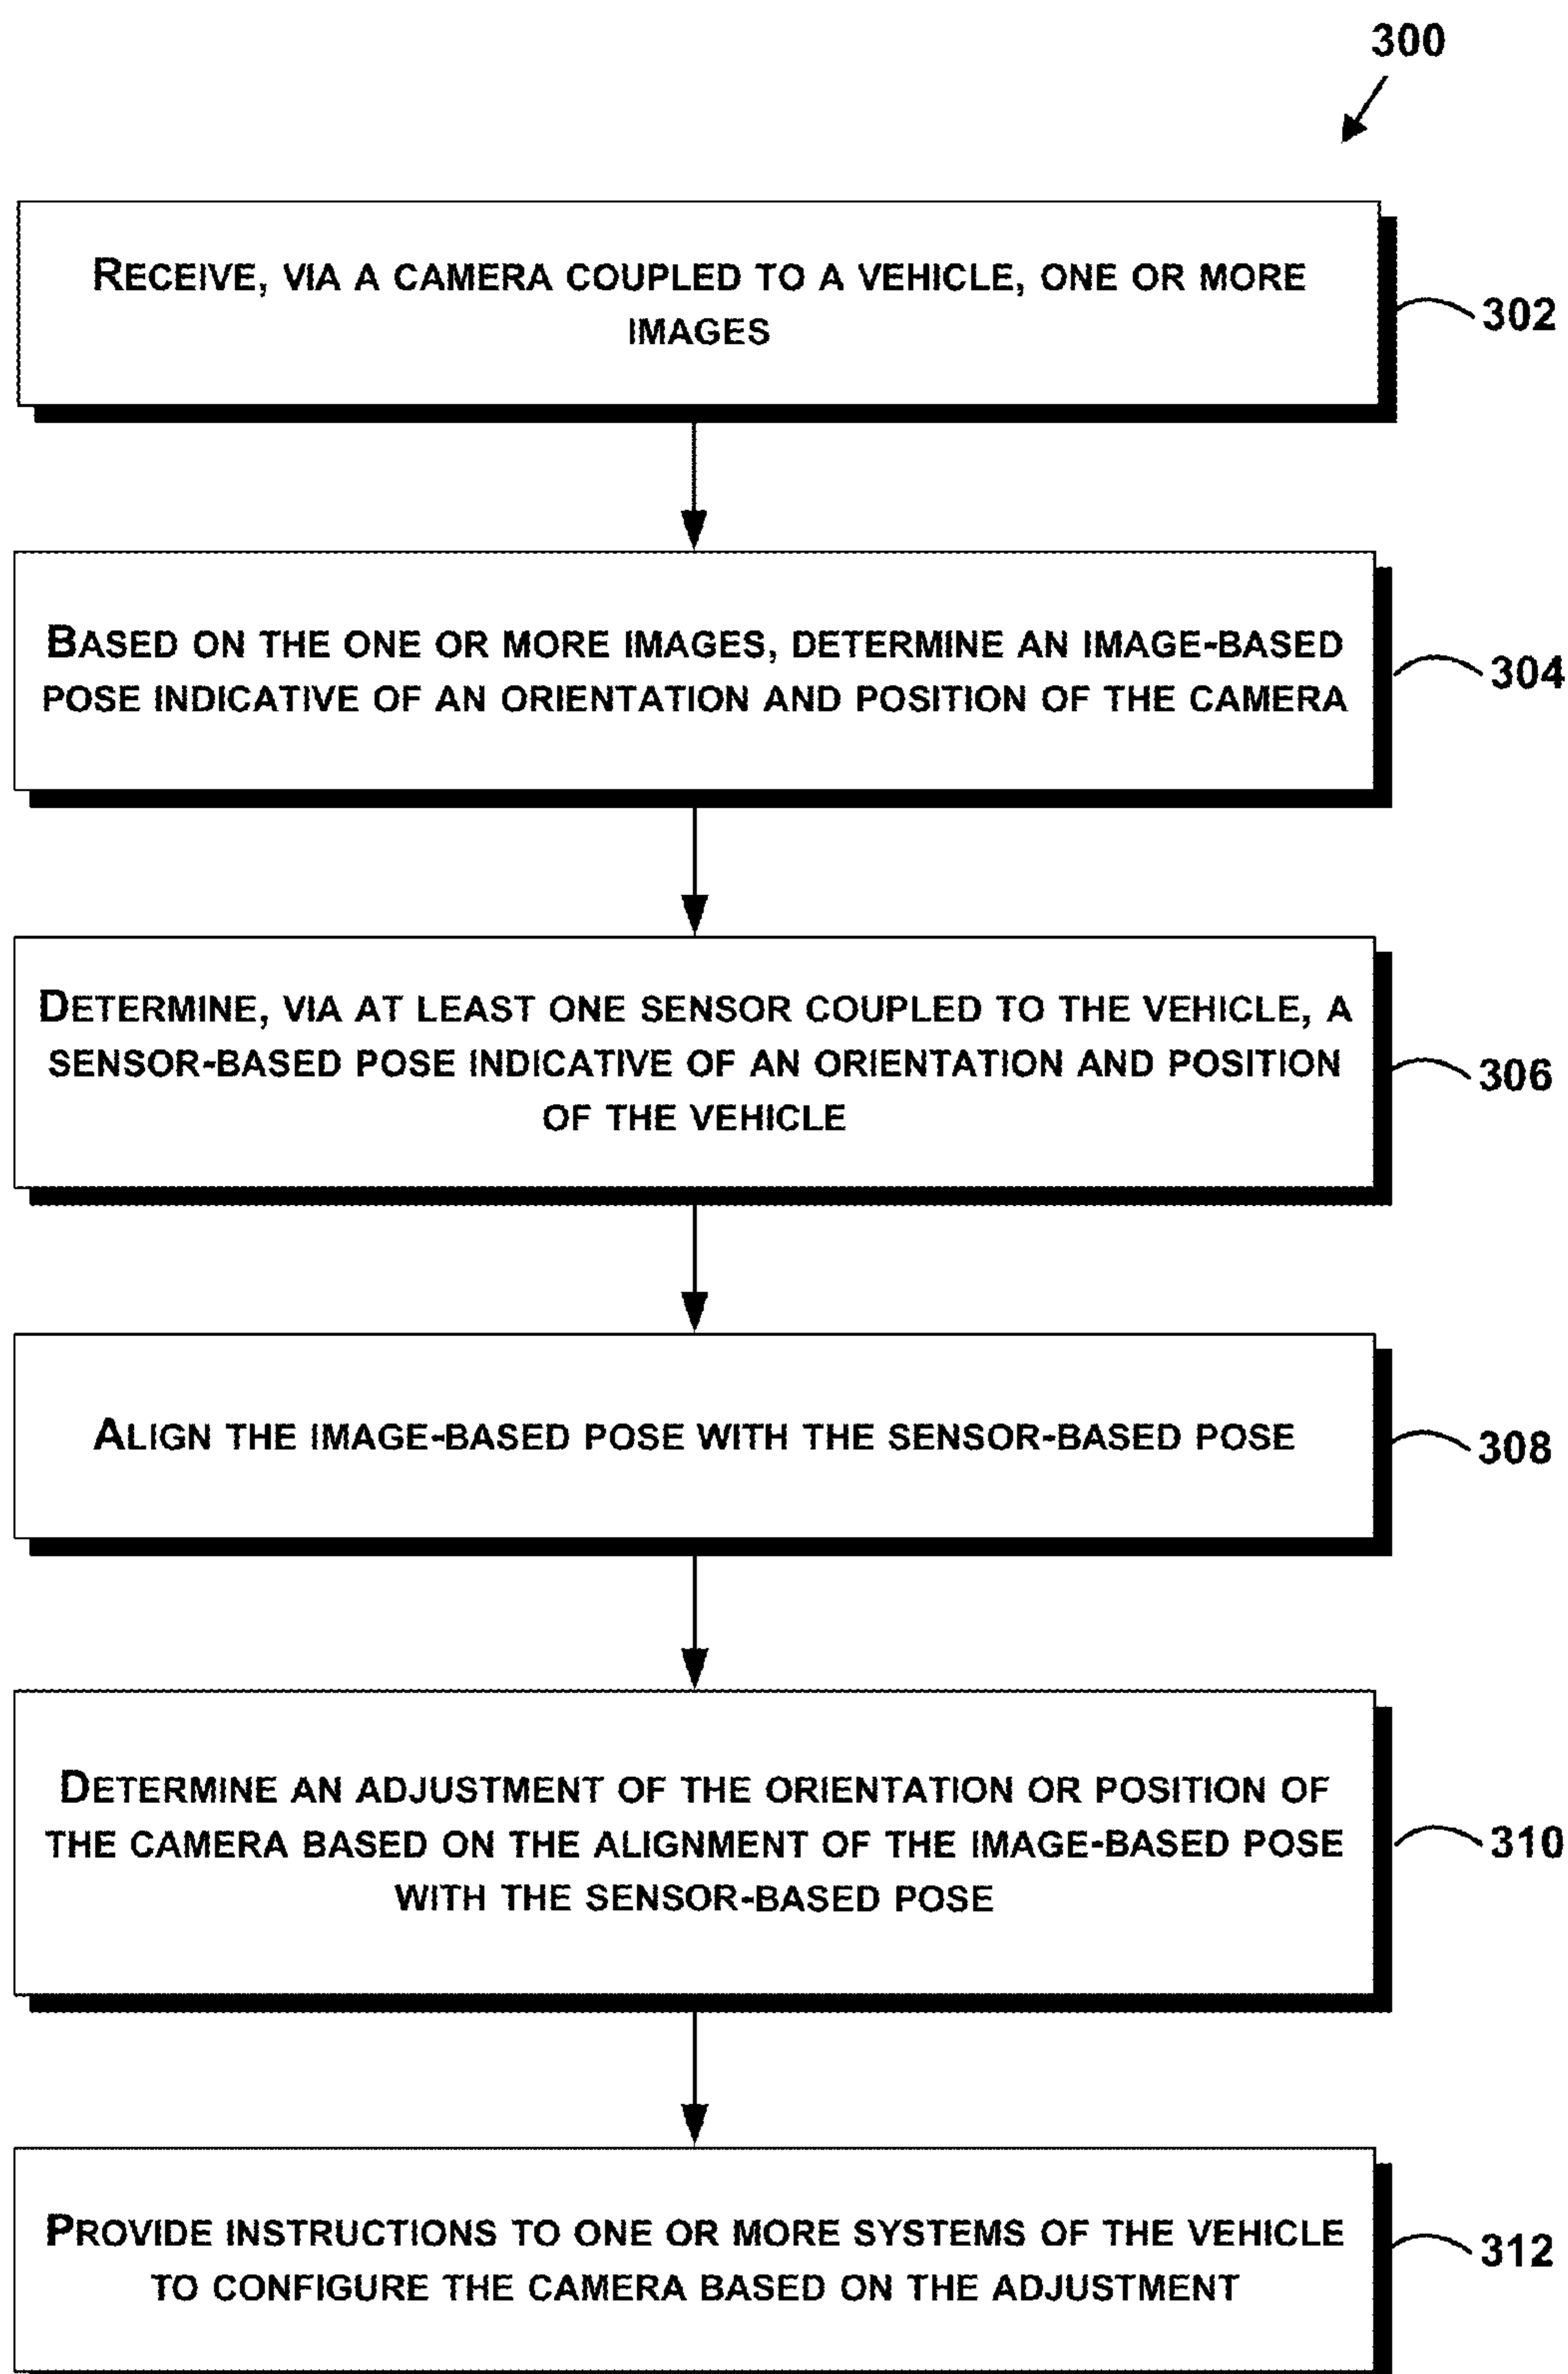 300
RECEIVE, VIA A CAMERA COUPLED TO A VEHICLE, ONE OR MORE
IMAGES
302
BASED ON THE ONE OR MORE IMAGES, DETERMINE AN IMAGE-BASED
POSE INDICATIVE OF AN ORIENTATION AND POSITION OF THE CAMERA
304
DETERMINE, VIA AT LEAST ONE SENSOR COUPLED TO THE VEHICLE, A
SENSOR-BASED POSE INDICATIVE OF AN ORIENTATION AND POSITION
OF THE VEHICLE
306
ALIGN THE IMAGE-BASED POSE WITH THE SENSOR-BASED POSE
308
DETERMINE AN ADJUSTMENT OF THE ORIENTATION OR POSITION OF
THE CAMERA BASED ON THE ALIGNMENT OF THE IMAGE-BASED POSE
WITH THE SENSOR-BASED POSE
310
PROVIDE INSTRUCTIONS TO ONE OR MORE SYSTEMS OF THE VEHICLE
TO CONFIGURE THE CAMERA BASED ON THE ADJUSTMENT
312